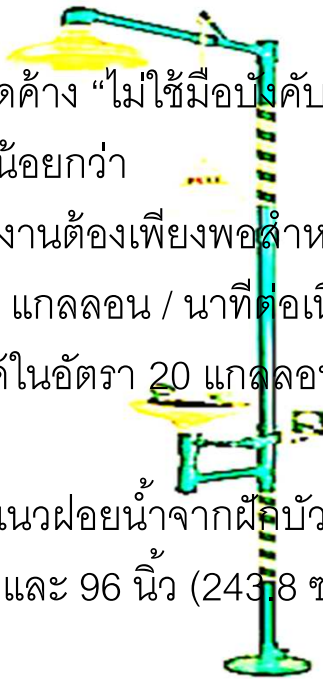 ดค้าง “ไม่ใช้มือบังคับ
น้อยกว่า
PULL
งานต้องเพียงพอสำห
แกลลอน / นาทีต่อเนื
ค้ในอัตรา 20 แกลลอน
แนวฝอยน้ำจากฝักบัว
และ 96 นิ้ว (243.8 ซ